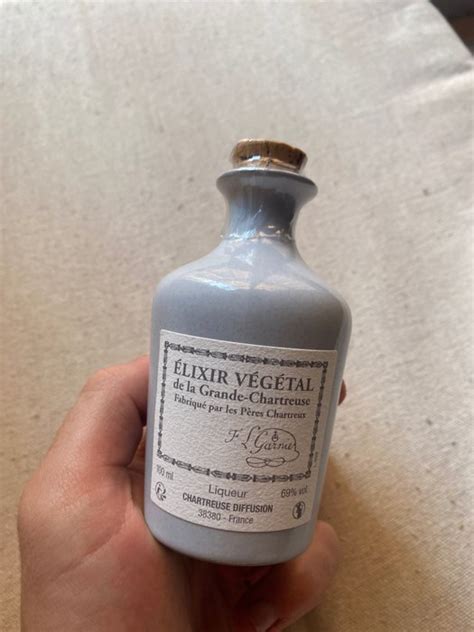 ÉLIXIR VÉGÉTAL
de la Grande-Chartreuse
Fabriqué par les Pères Chartreux
F. L. Garnier
100 ml
Liqueur
69% vol
CHARTREUSE DIFFUSION
38380 - France